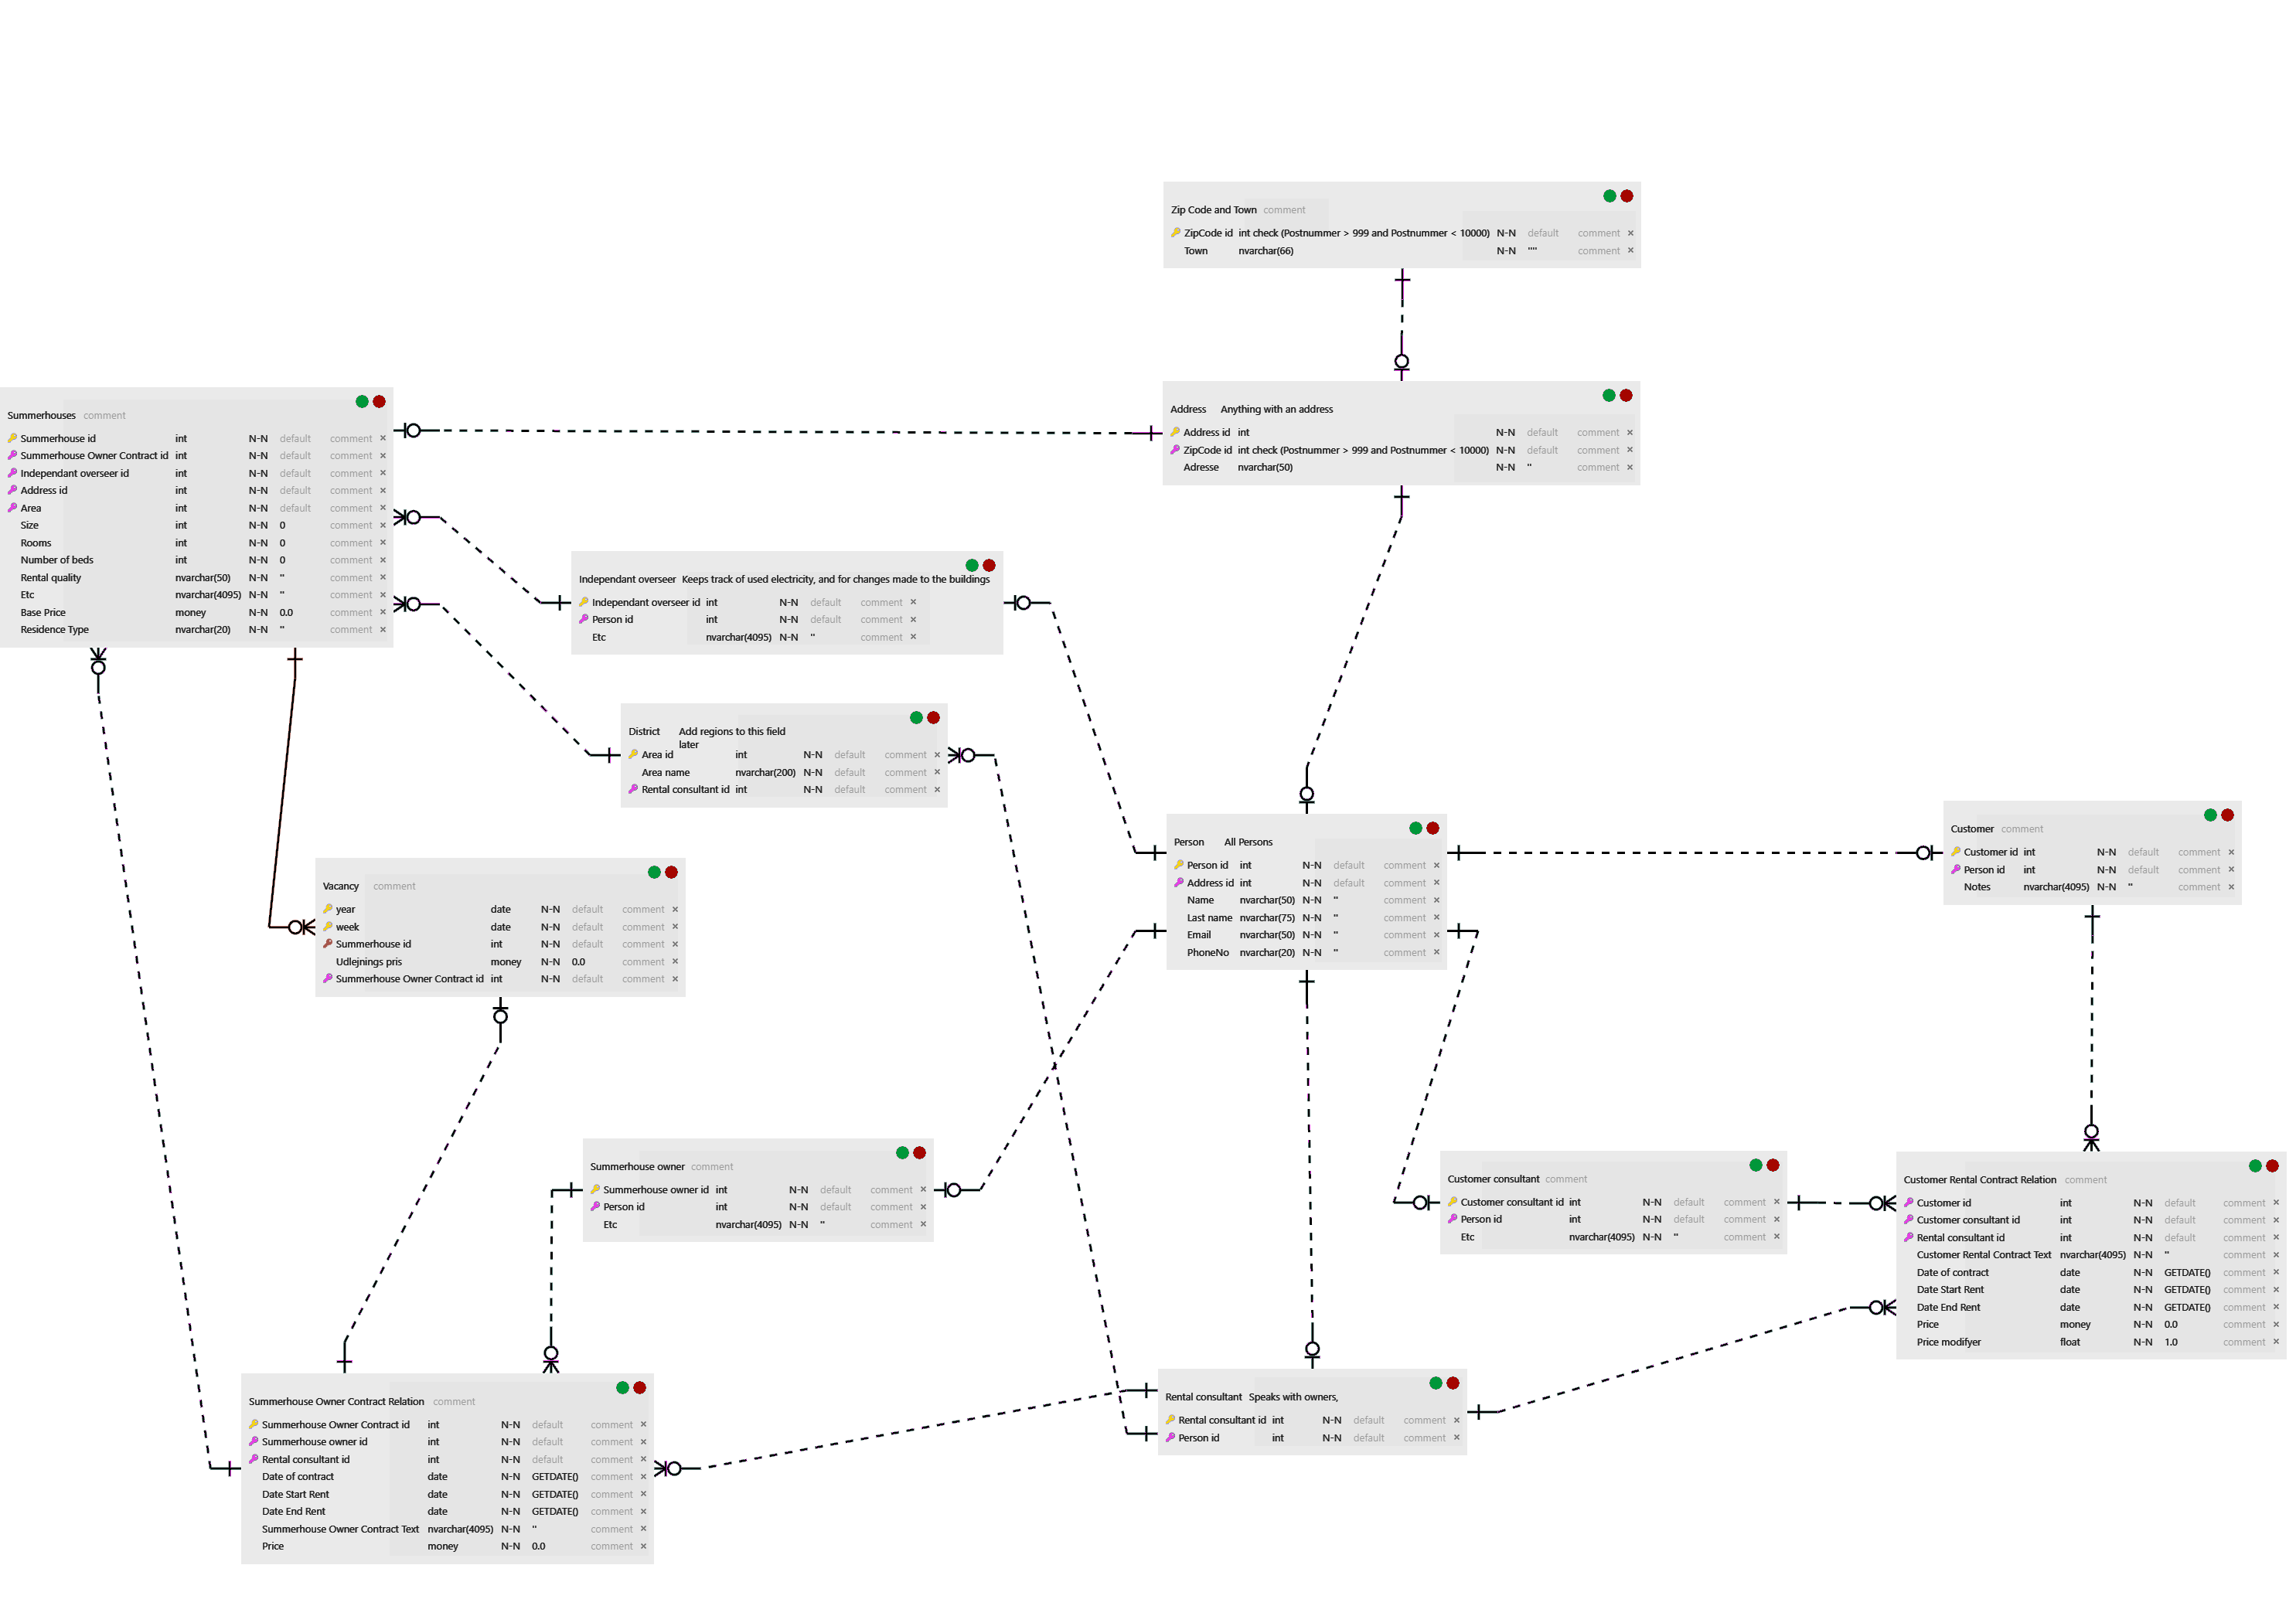 Zip Code and Town comment
ZipCode id int check (Postnummer > 999 and Postnummer < 10000) N-N default comment ×
Town nvarchar(66) N-N "" comment ×
Address Anything with an address
Address id int N-N default comment ×
ZipCode id int check (Postnummer > 999 and Postnummer < 10000) N-N default comment ×
Adresse nvarchar(50) N-N '' comment ×
Summerhouses comment
Summerhouse id int N-N default comment ×
Summerhouse Owner Contract id int N-N default comment ×
Independant overseer id int N-N default comment ×
Address id int N-N default comment ×
Area int N-N default comment ×
Size int N-N 0 comment ×
Rooms int N-N 0 comment ×
Number of beds int N-N 0 comment ×
Rental quality nvarchar(50) N-N '' comment ×
Etc nvarchar(4095) N-N '' comment ×
Base Price money N-N 0.0 comment ×
Residence Type nvarchar(20) N-N '' comment ×
Independant overseer Keeps track of used electricity, and for changes made to the buildings
Independant overseer id int N-N default comment ×
Person id int N-N default comment ×
Etc nvarchar(4095) N-N '' comment ×
District Add regions to this field
later
Area id int N-N default comment ×
Area name nvarchar(200) N-N default comment ×
Rental consultant id int N-N default comment ×
Person All Persons
Person id int N-N default comment ×
Address id int N-N default comment ×
Name nvarchar(50) N-N '' comment ×
Last name nvarchar(75) N-N '' comment ×
Email nvarchar(50) N-N '' comment ×
PhoneNo nvarchar(20) N-N '' comment ×
Customer comment
Customer id int N-N default comment ×
Person id int N-N default comment ×
Notes nvarchar(4095) N-N '' comment ×
Vacancy comment
year date N-N default comment ×
week date N-N default comment ×
Summerhouse id int N-N default comment ×
Udlejnings pris money N-N 0.0 comment ×
Summerhouse Owner Contract id int N-N default comment ×
Summerhouse owner comment
Summerhouse owner id int N-N default comment ×
Person id int N-N default comment ×
Etc nvarchar(4095) N-N '' comment ×
Customer consultant comment
Customer consultant id int N-N default comment ×
Person id int N-N default comment ×
Etc nvarchar(4095) N-N '' comment ×
Customer Rental Contract Relation comment
Customer id int N-N default comment ×
Customer consultant id int N-N default comment ×
Rental consultant id int N-N default comment ×
Customer Rental Contract Text nvarchar(4095) N-N '' comment ×
Date of contract date N-N GETDATE() comment ×
Date Start Rent date N-N GETDATE() comment ×
Date End Rent date N-N GETDATE() comment ×
Price money N-N 0.0 comment ×
Price modifyer float N-N 1.0 comment ×
Rental consultant Speaks with owners,
Rental consultant id int N-N default comment ×
Person id int N-N default comment ×
Summerhouse Owner Contract Relation comment
Summerhouse Owner Contract id int N-N default comment ×
Summerhouse owner id int N-N default comment ×
Rental consultant id int N-N default comment ×
Date of contract date N-N GETDATE() comment ×
Date Start Rent date N-N GETDATE() comment ×
Date End Rent date N-N GETDATE() comment ×
Summerhouse Owner Contract Text nvarchar(4095) N-N '' comment ×
Price money N-N 0.0 comment ×